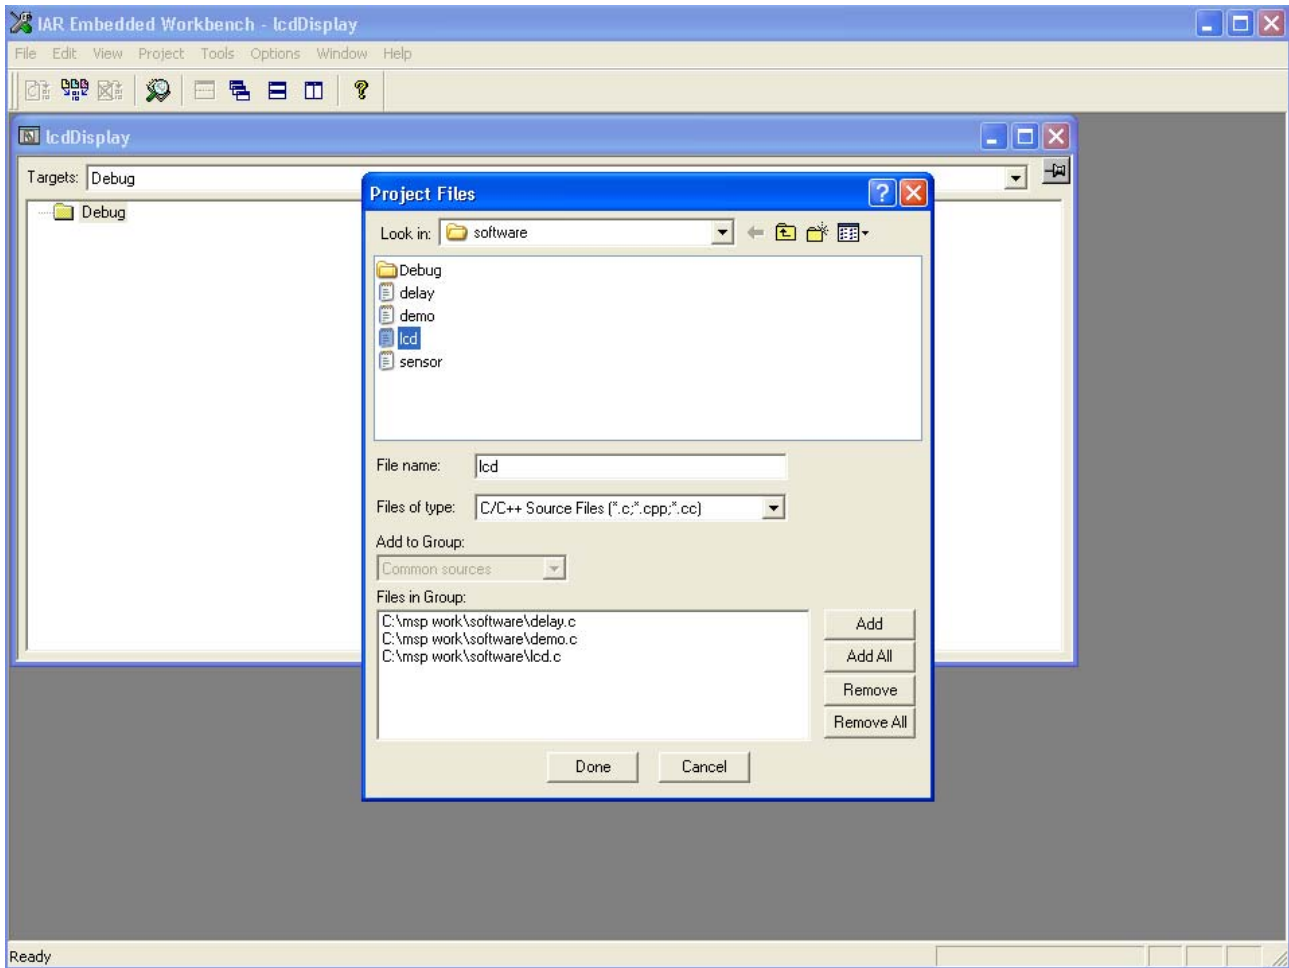 IAR Embedded Workbench - lcdDisplay
File Edit View Project Tools Options Window Help
lcdDisplay
Targets: Debug
Debug
Project Files
Look in: software
Debug
delay
demo
lcd
sensor
File name: lcd
Files of type: C/C++ Source Files (*.c;*.cpp;*.cc)
Add to Group:
Common sources
Files in Group:
C:\msp work\software\delay.c
C:\msp work\software\demo.c
C:\msp work\software\lcd.c
Add
Add All
Remove
Remove All
Done Cancel
Ready